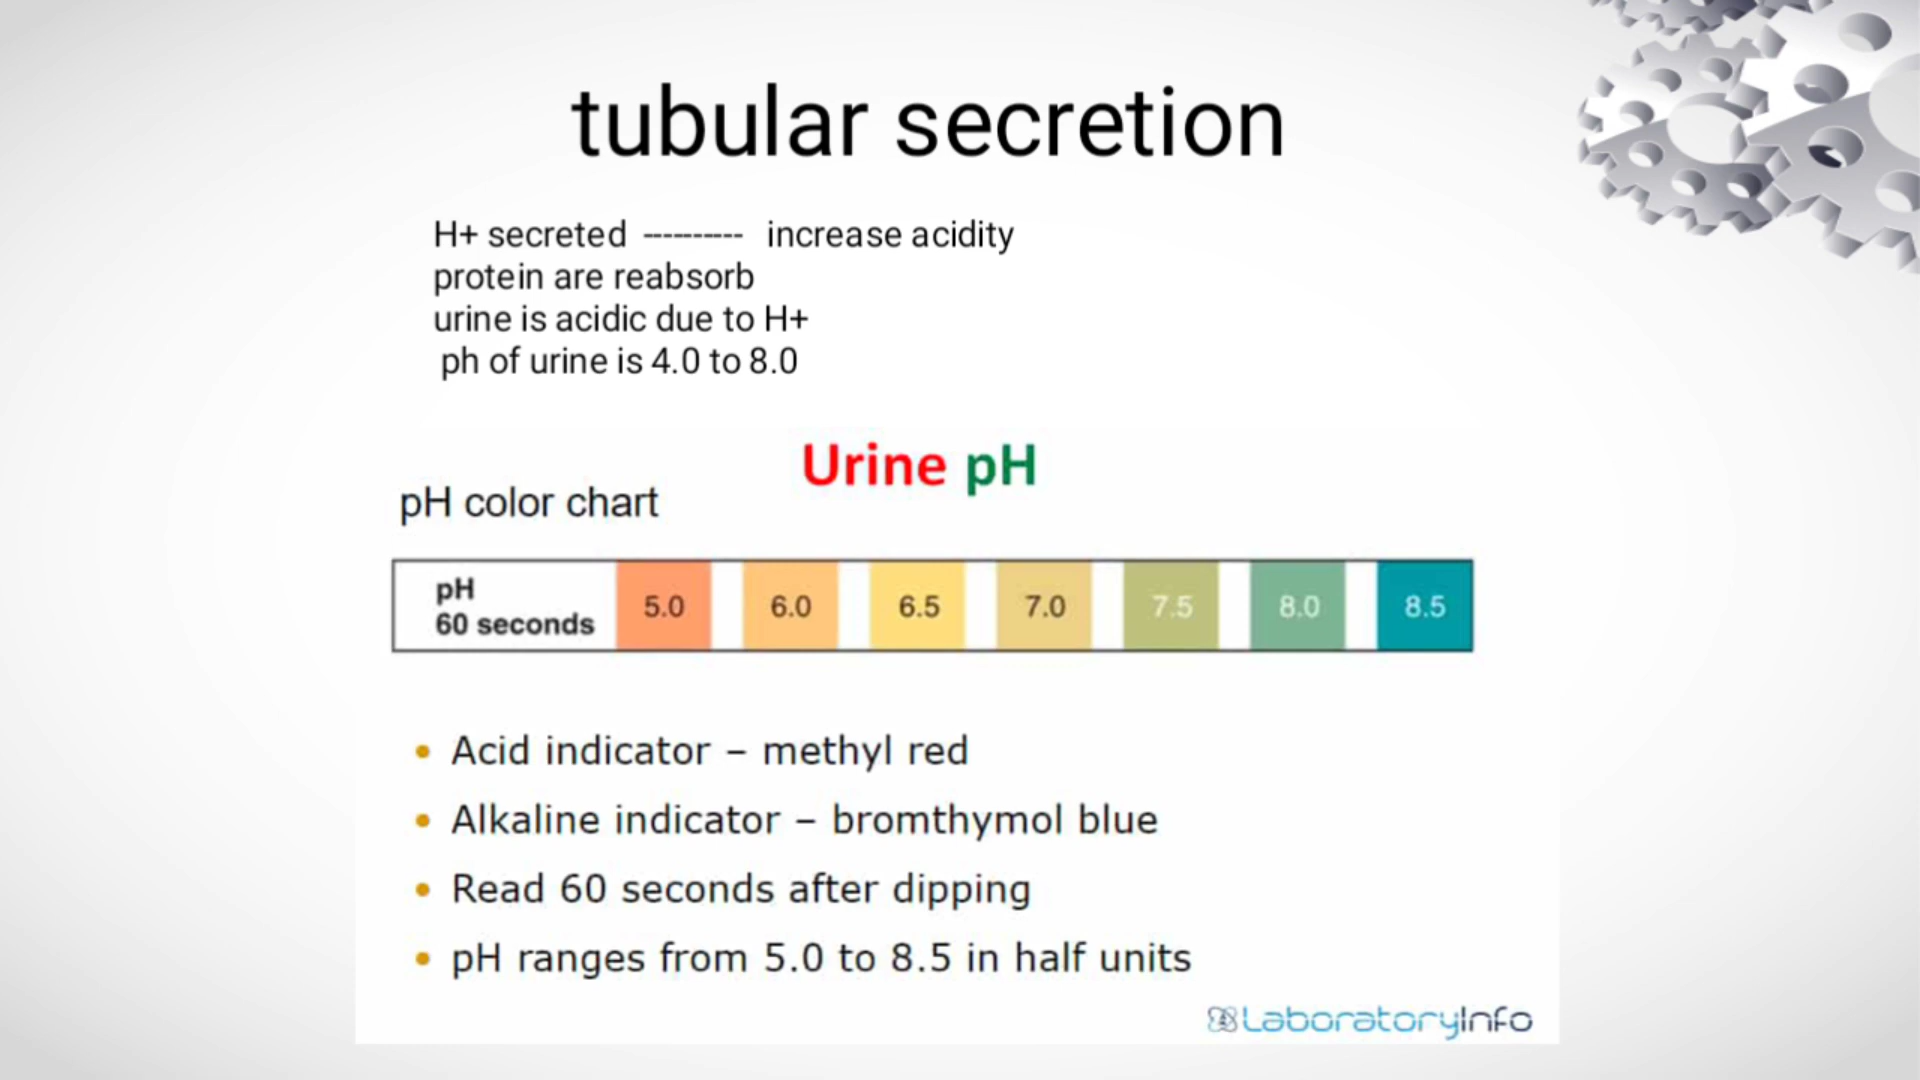 tubular secretion
H+ secreted ---------- increase acidity
protein are reabsorb
urine is acidic due to H+
ph of urine is 4.0 to 8.0
Urine pH
pH color chart
pH
60 seconds
5.0 6.0 6.5 7.0 7.5 8.0 8.5
• Acid indicator – methyl red
• Alkaline indicator – bromthymol blue
• Read 60 seconds after dipping
• pH ranges from 5.0 to 8.5 in half units
LaboratoryInfo